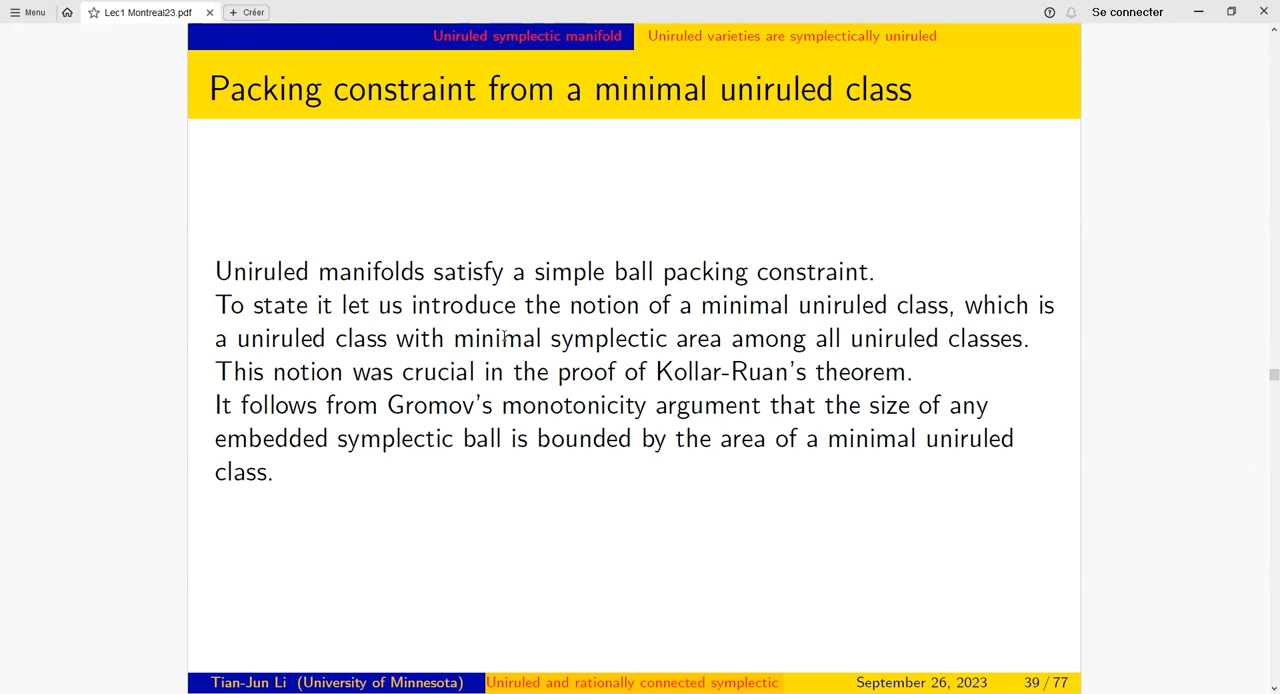 Menu
Lec1 Montreal23.pdf
Créer
Se connecter
Uniruled symplectic manifold
Uniruled varieties are symplectically uniruled
Packing constraint from a minimal uniruled class
Uniruled manifolds satisfy a simple ball packing constraint.
To state it let us introduce the notion of a minimal uniruled class, which is
a uniruled class with minimal symplectic area among all uniruled classes.
This notion was crucial in the proof of Kollar-Ruan's theorem.
It follows from Gromov's monotonicity argument that the size of any
embedded symplectic ball is bounded by the area of a minimal uniruled
class.
Tian-Jun Li (University of Minnesota)
Uniruled and rationally connected symplectic
September 26, 2023
39 / 77